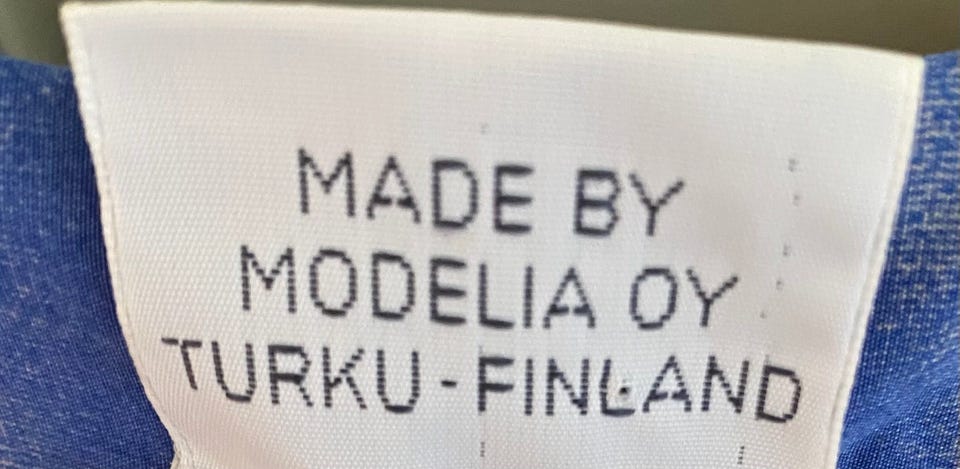 MADE BY
MODELIA OY
TURKU - FINLAND